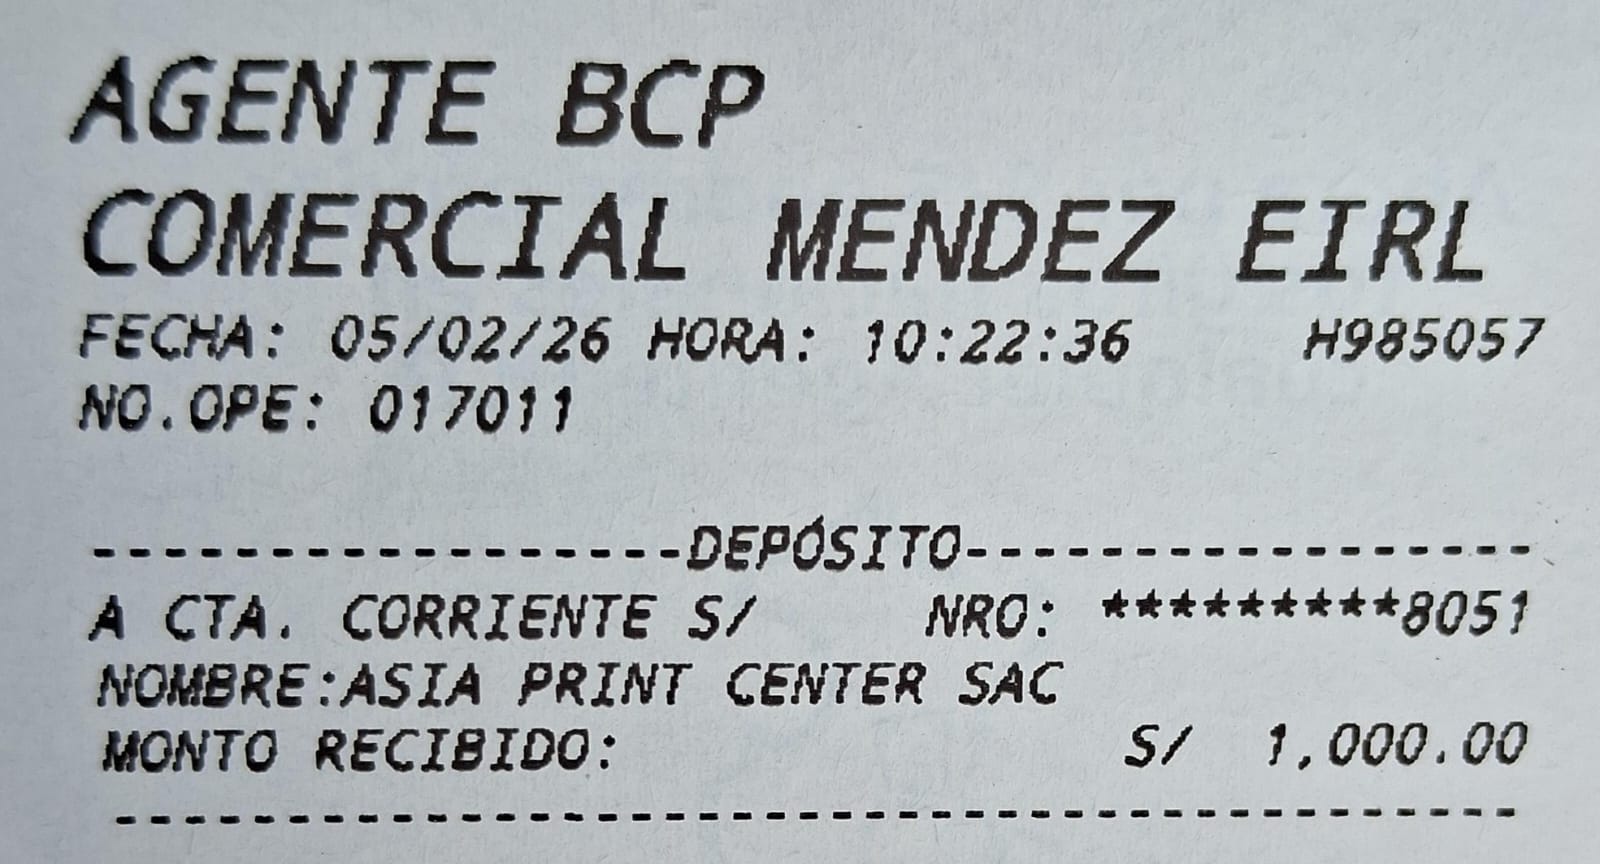 AGENTE BCP
COMERCIAL MENDEZ EIRL
FECHA: 05/02/26 HORA: 10:22:36 H985057
NO.OPE: 017011
-----------------DEPÓSITO----------------
A CTA. CORRIENTE S/ NRO: *********8051
NOMBRE:ASIA PRINT CENTER SAC
MONTO RECIBIDO: S/ 1,000.00
---------------------------------------